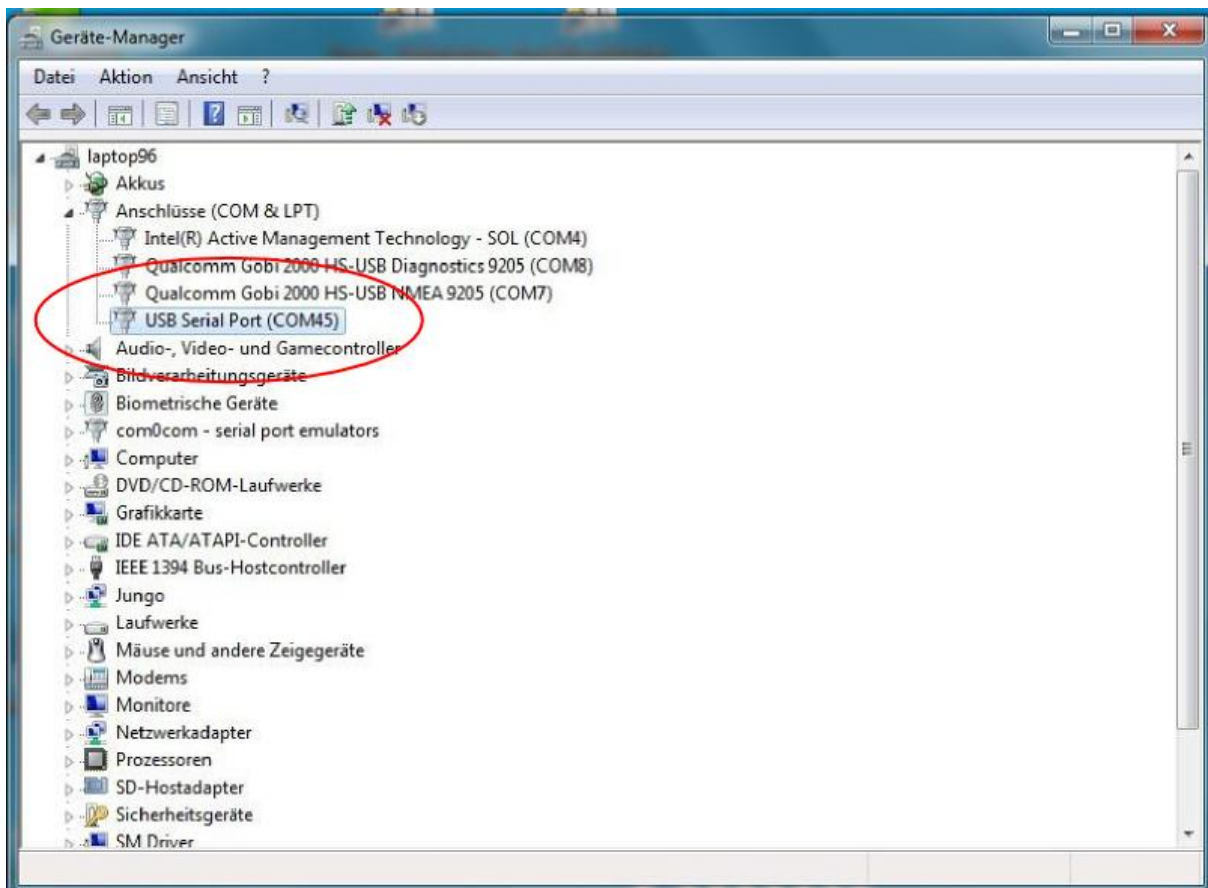 Geräte-Manager
Datei Aktion Ansicht ?
laptop96
Akkus
Anschlüsse (COM & LPT)
Intel(R) Active Management Technology - SOL (COM4)
Qualcomm Gobi 2000 HS-USB Diagnostics 9205 (COM8)
Qualcomm Gobi 2000 HS-USB NMEA 9205 (COM7)
USB Serial Port (COM45)
Audio-, Video- und Gamecontroller
Bildverarbeitungsgeräte
Biometrische Geräte
com0com - serial port emulators
Computer
DVD/CD-ROM-Laufwerke
Grafikkarte
IDE ATA/ATAPI-Controller
IEEE 1394 Bus-Hostcontroller
Jungo
Laufwerke
Mäuse und andere Zeigegeräte
Modems
Monitore
Netzwerkadapter
Prozessoren
SD-Hostadapter
Sicherheitsgeräte
SM Driver